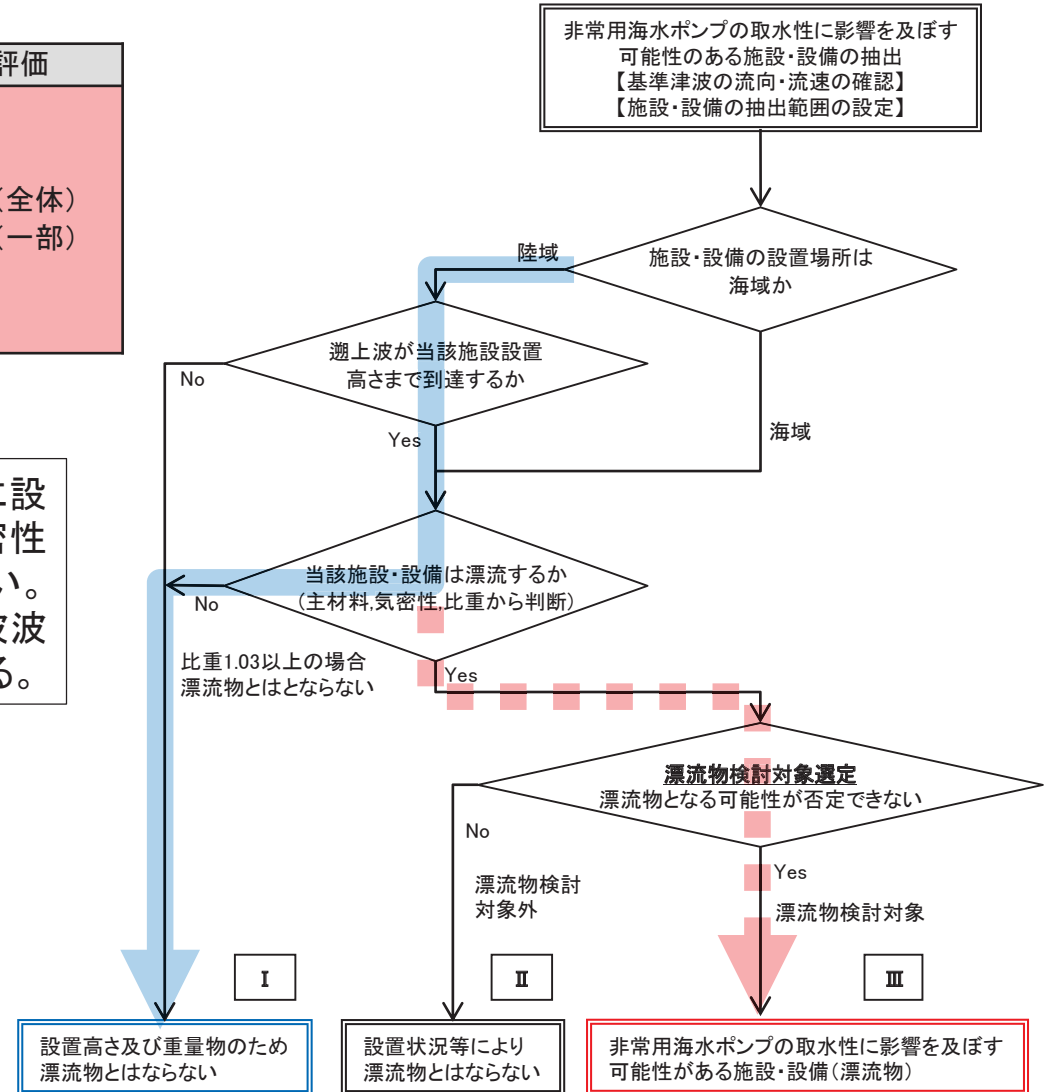 評価
（全体）
（一部）
に設
密性
い。
波
る。
非常用海水ポンプの取水性に影響を及ぼす
可能性のある施設・設備の抽出
【基準津波の流向・流速の確認】
【施設・設備の抽出範囲の設定】
施設・設備の設置場所は
海域か
陸域
海域
遡上波が当該施設設置
高さまで到達するか
No
Yes
当該施設・設備は漂流するか
(主材料,気密性,比重から判断)
No
比重1.03以上の場合
漂流物とはとならない
Yes
漂流物検討対象選定
漂流物となる可能性が否定できない
No
漂流物検討
対象外
Yes
漂流物検討対象
Ⅰ
Ⅱ
Ⅲ
設置高さ及び重量物のため
漂流物とはならない
設置状況等により
漂流物とはならない
非常用海水ポンプの取水性に影響を及ぼす
可能性がある施設・設備(漂流物)